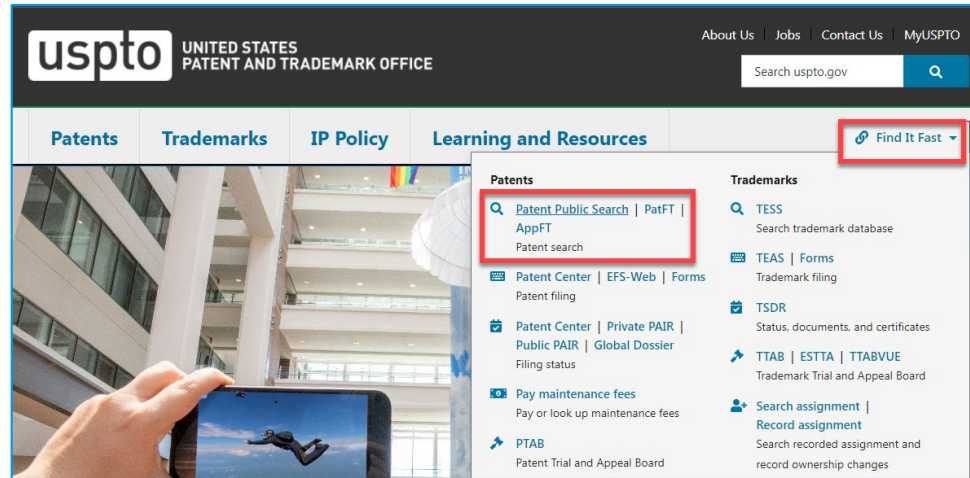 uspto
UNITED STATES
PATENT AND TRADEMARK OFFICE
About Us
Jobs
Contact Us
MyUSPTO
Search uspto.gov
Patents
Trademarks
IP Policy
Learning and Resources
Find It Fast
Patents
Patent Public Search | PatFT |
AppFT
Patent search
Patent Center | EFS-Web | Forms
Patent filing
Patent Center | Private PAIR |
Public PAIR | Global Dossier
Filing status
Pay maintenance fees
Pay or look up maintenance fees
PTAB
Patent Trial and Appeal Board
Trademarks
TESS
Search trademark database
TEAS | Forms
Trademark filing
TSDR
Status, documents, and certificates
TTAB | ESTTA | TTABVUE
Trademark Trial and Appeal Board
Search assignment |
Record assignment
Search recorded assignment and
record ownership changes